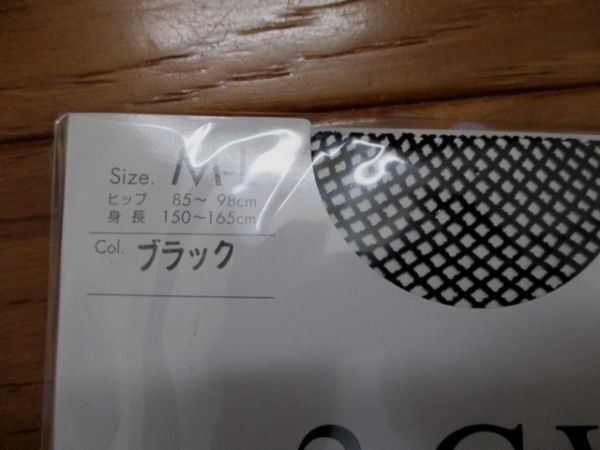 Size. M-L
ヒップ 85〜 98cm
身長 150〜165cm
Col. ブラック